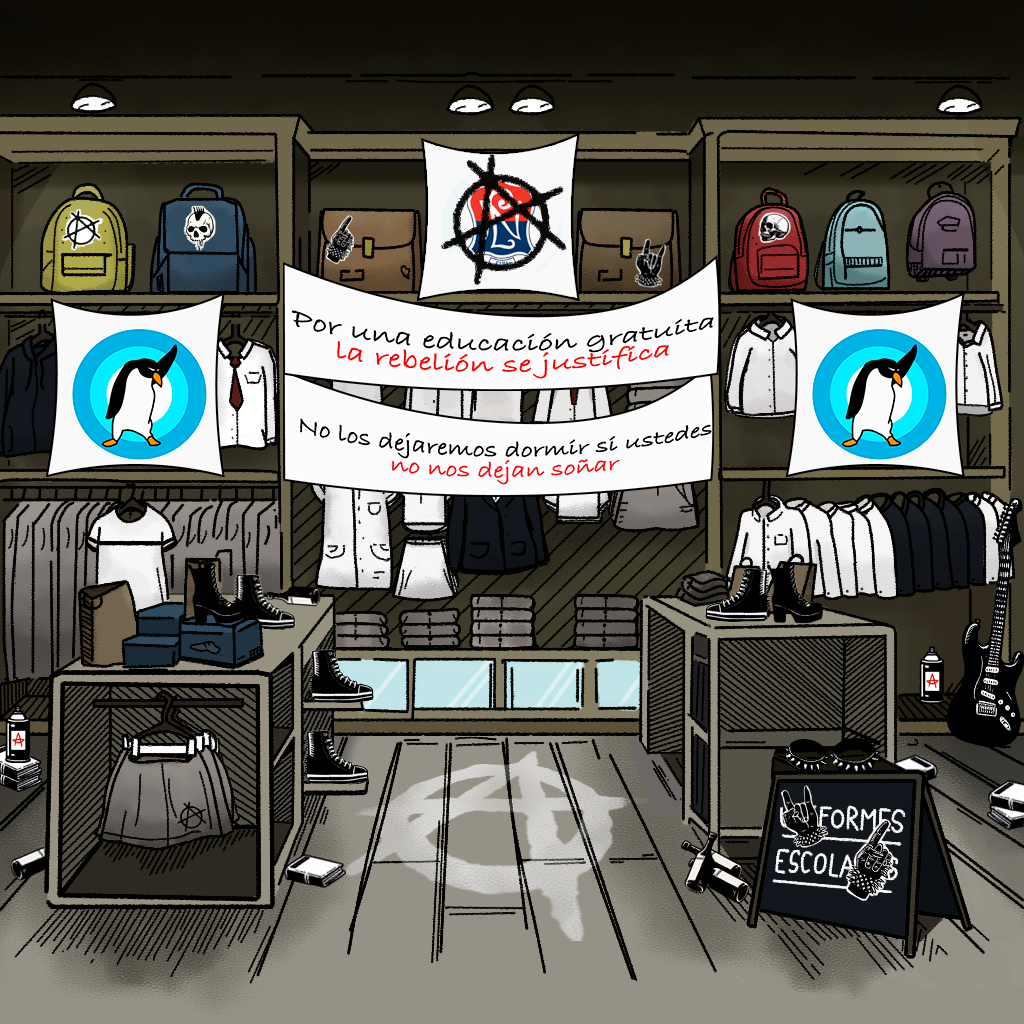 Por una educación gratuita
la rebelión se justifica
No los dejaremos dormir si ustedes
no nos dejan soñar